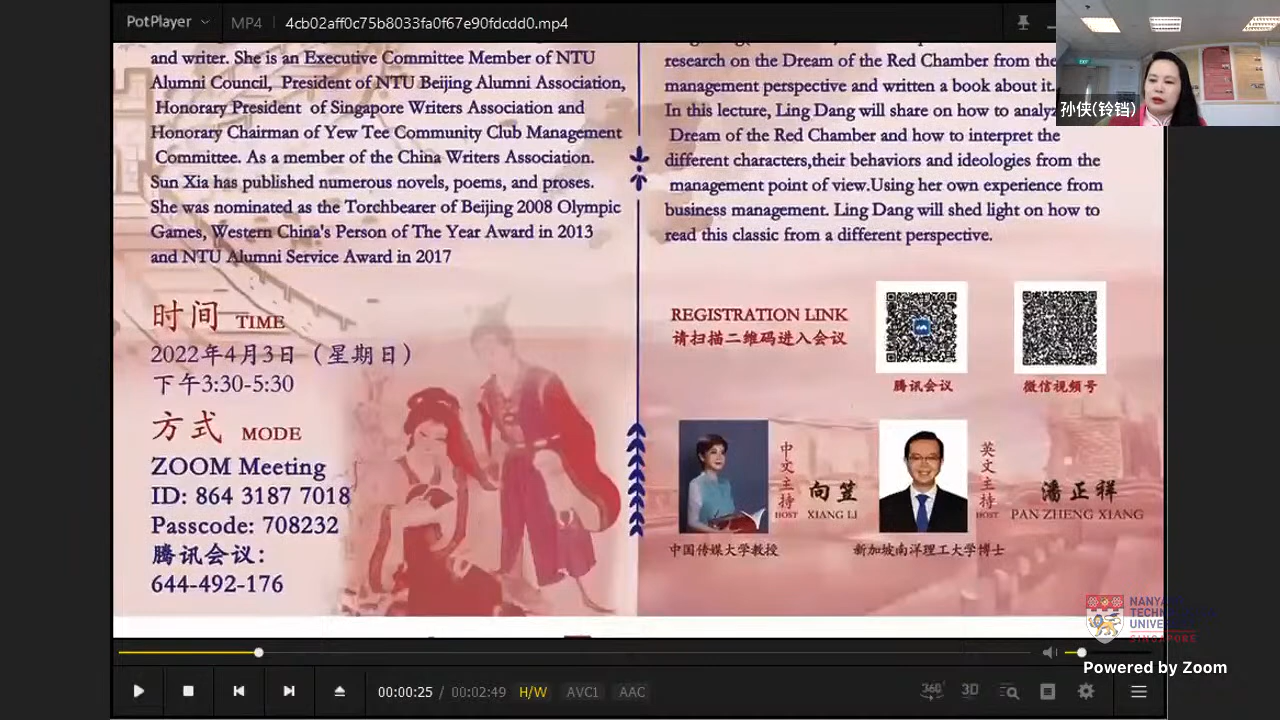 PotPlayer
MP4
4cb02aff0c75b8033fa0f67e90fdcdd0.mp4
孙侠(铃铛)
and writer. She is an Executive Committee Member of NTU
Alumni Council, President of NTU Beijing Alumni Association,
Honorary President of Singapore Writers Association and
Honorary Chairman of Yew Tee Community Club Management
Committee. As a member of the China Writers Association.
Sun Xia has published numerous novels, poems, and proses.
She was nominated as the Torchbearer of Beijing 2008 Olympic
Games, Western China's Person of The Year Award in 2013
and NTU Alumni Service Award in 2017
时间 TIME
2022年4月3日（星期日）
下午3:30-5:30
方式 MODE
ZOOM Meeting
ID: 864 3187 7018
Passcode: 708232
腾讯会议：
644-492-176
research on the Dream of the Red Chamber from the
management perspective and written a book about it.
In this lecture, Ling Dang will share on how to analyz
Dream of the Red Chamber and how to interpret the
different characters,their behaviors and ideologies from the
management point of view.Using her own experience from
business management. Ling Dang will shed light on how to
read this classic from a different perspective.
REGISTRATION LINK
请扫描二维码进入会议
腾讯会议
微信视频号
中文主持
HOST
向笠
XIANG LI
中国传媒大学教授
英文主持
HOST
潘正祥
PAN ZHENG XIANG
新加坡南洋理工大学博士
NANYANG
TECHNOLOGICAL
UNIVERSITY
SINGAPORE
Powered by Zoom
00:00:25 / 00:02:49
H/W
AVC1
AAC
360°
3D